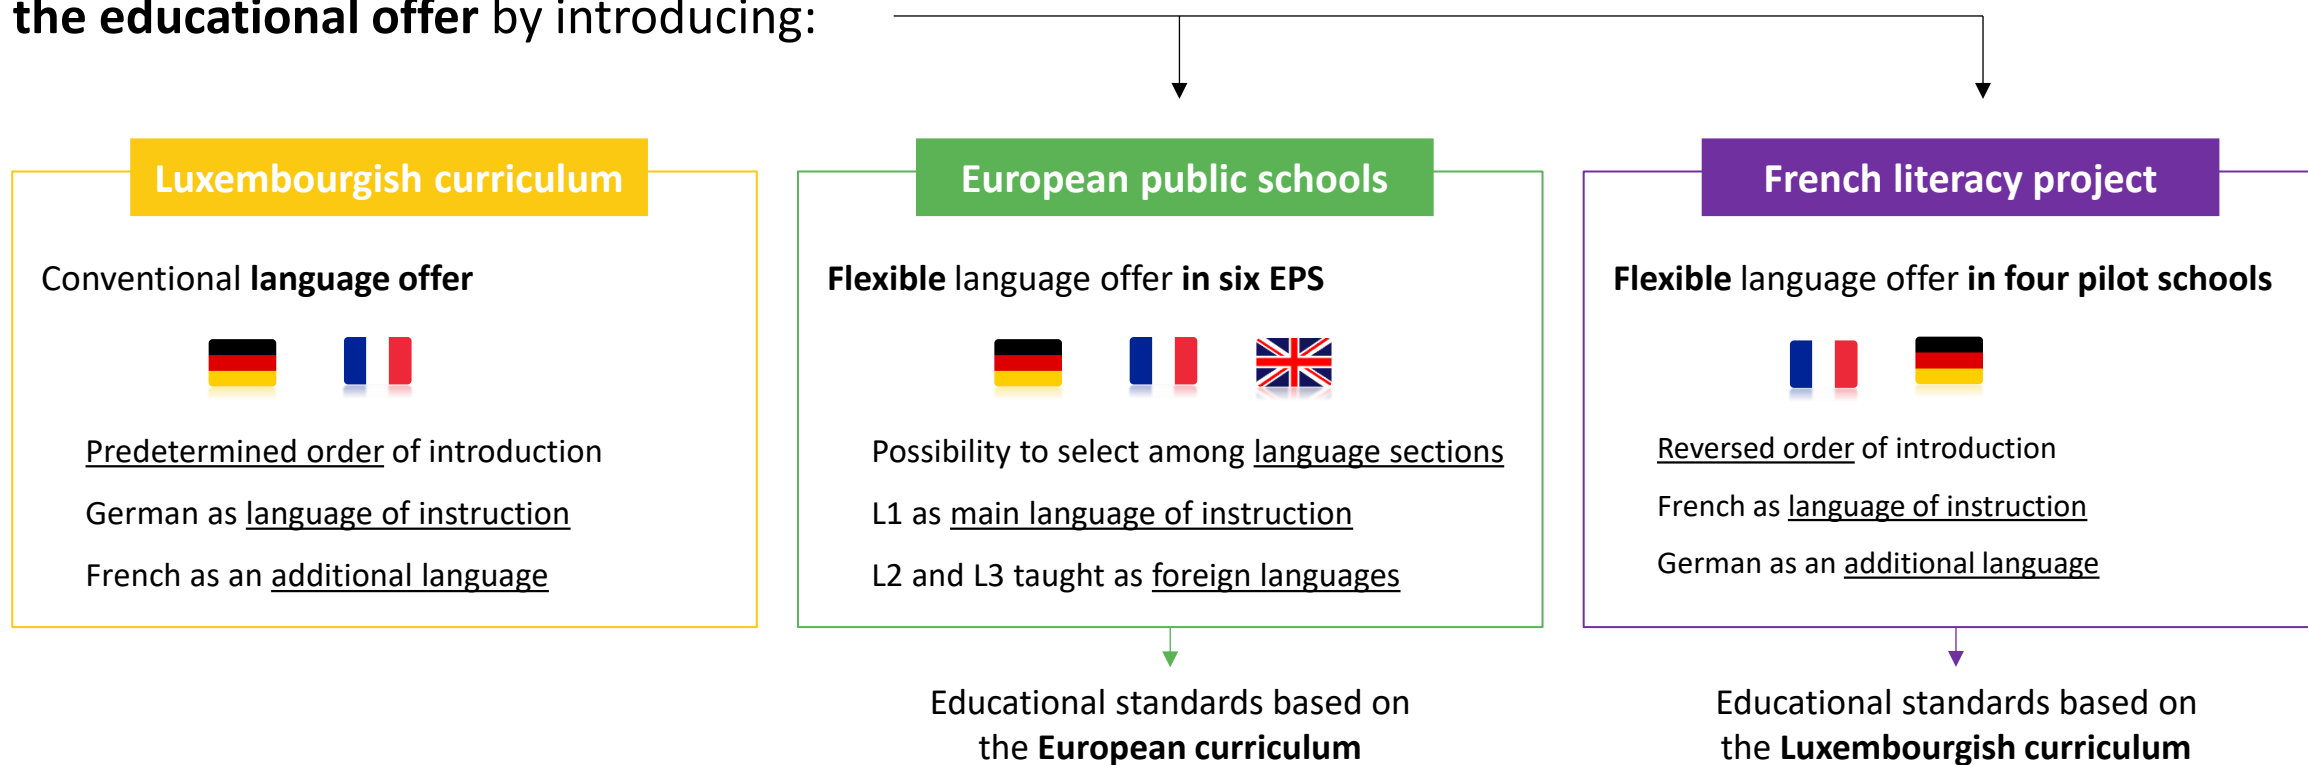 the educational offer by introducing:
Luxembourgish curriculum
Conventional language offer
Predetermined order of introduction
German as language of instruction
French as an additional language
European public schools
Flexible language offer in six EPS
Possibility to select among language sections
L1 as main language of instruction
L2 and L3 taught as foreign languages
Educational standards based on
the European curriculum
French literacy project
Flexible language offer in four pilot schools
Reversed order of introduction
French as language of instruction
German as an additional language
Educational standards based on
the Luxembourgish curriculum